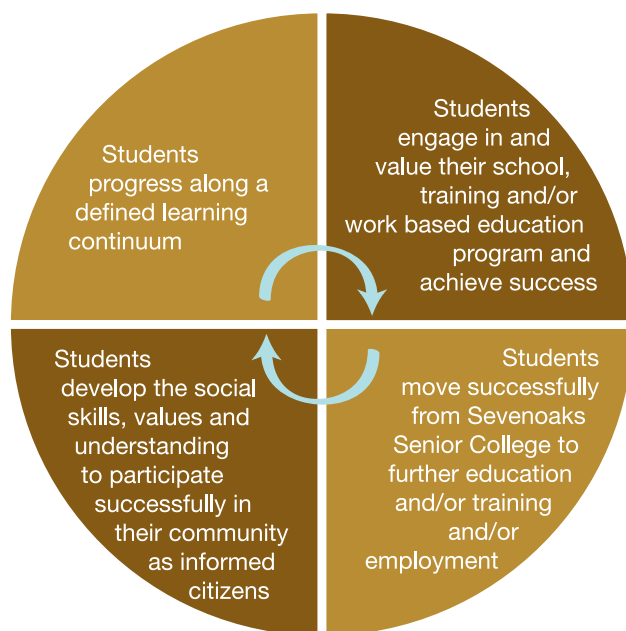 Students
progress along a
defined learning
continuum
Students
engage in and
value their school,
training and/or
work based education
program and
achieve success
Students
develop the social
skills, values and
understanding
to participate
successfully in
their community
as informed
citizens
Students
move successfully
from Sevenoaks
Senior College to
further education
and/or training
and/or
employment